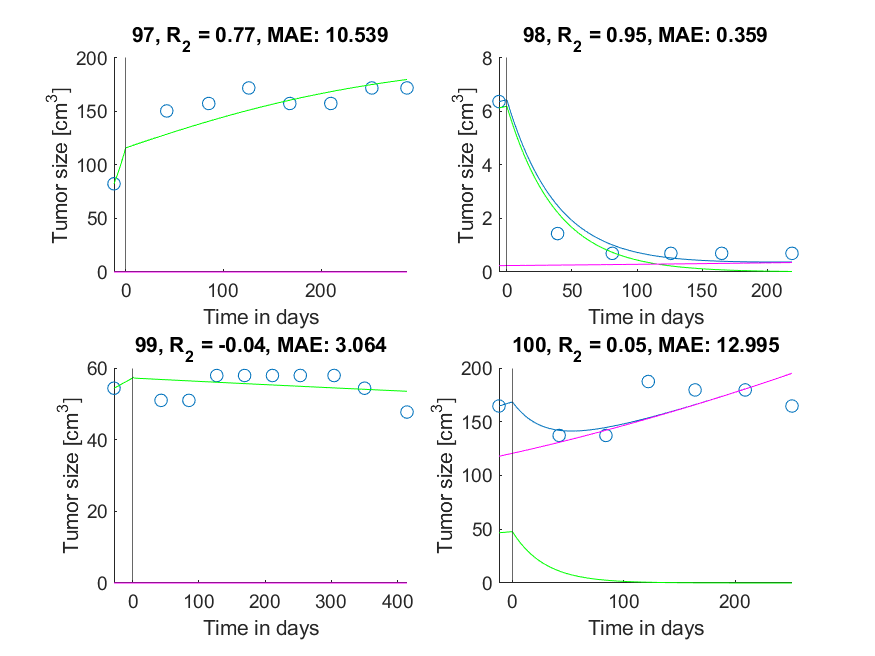 97, R2 = 0.77, MAE: 10.539
Tumor size [cm3]
200
150
100
50
0
0
100
200
Time in days
98, R2 = 0.95, MAE: 0.359
Tumor size [cm3]
8
6
4
2
0
0
50
100
150
200
Time in days
99, R2 = -0.04, MAE: 3.064
Tumor size [cm3]
60
40
20
0
0
100
200
300
400
Time in days
100, R2 = 0.05, MAE: 12.995
Tumor size [cm3]
200
150
100
50
0
0
100
200
Time in days